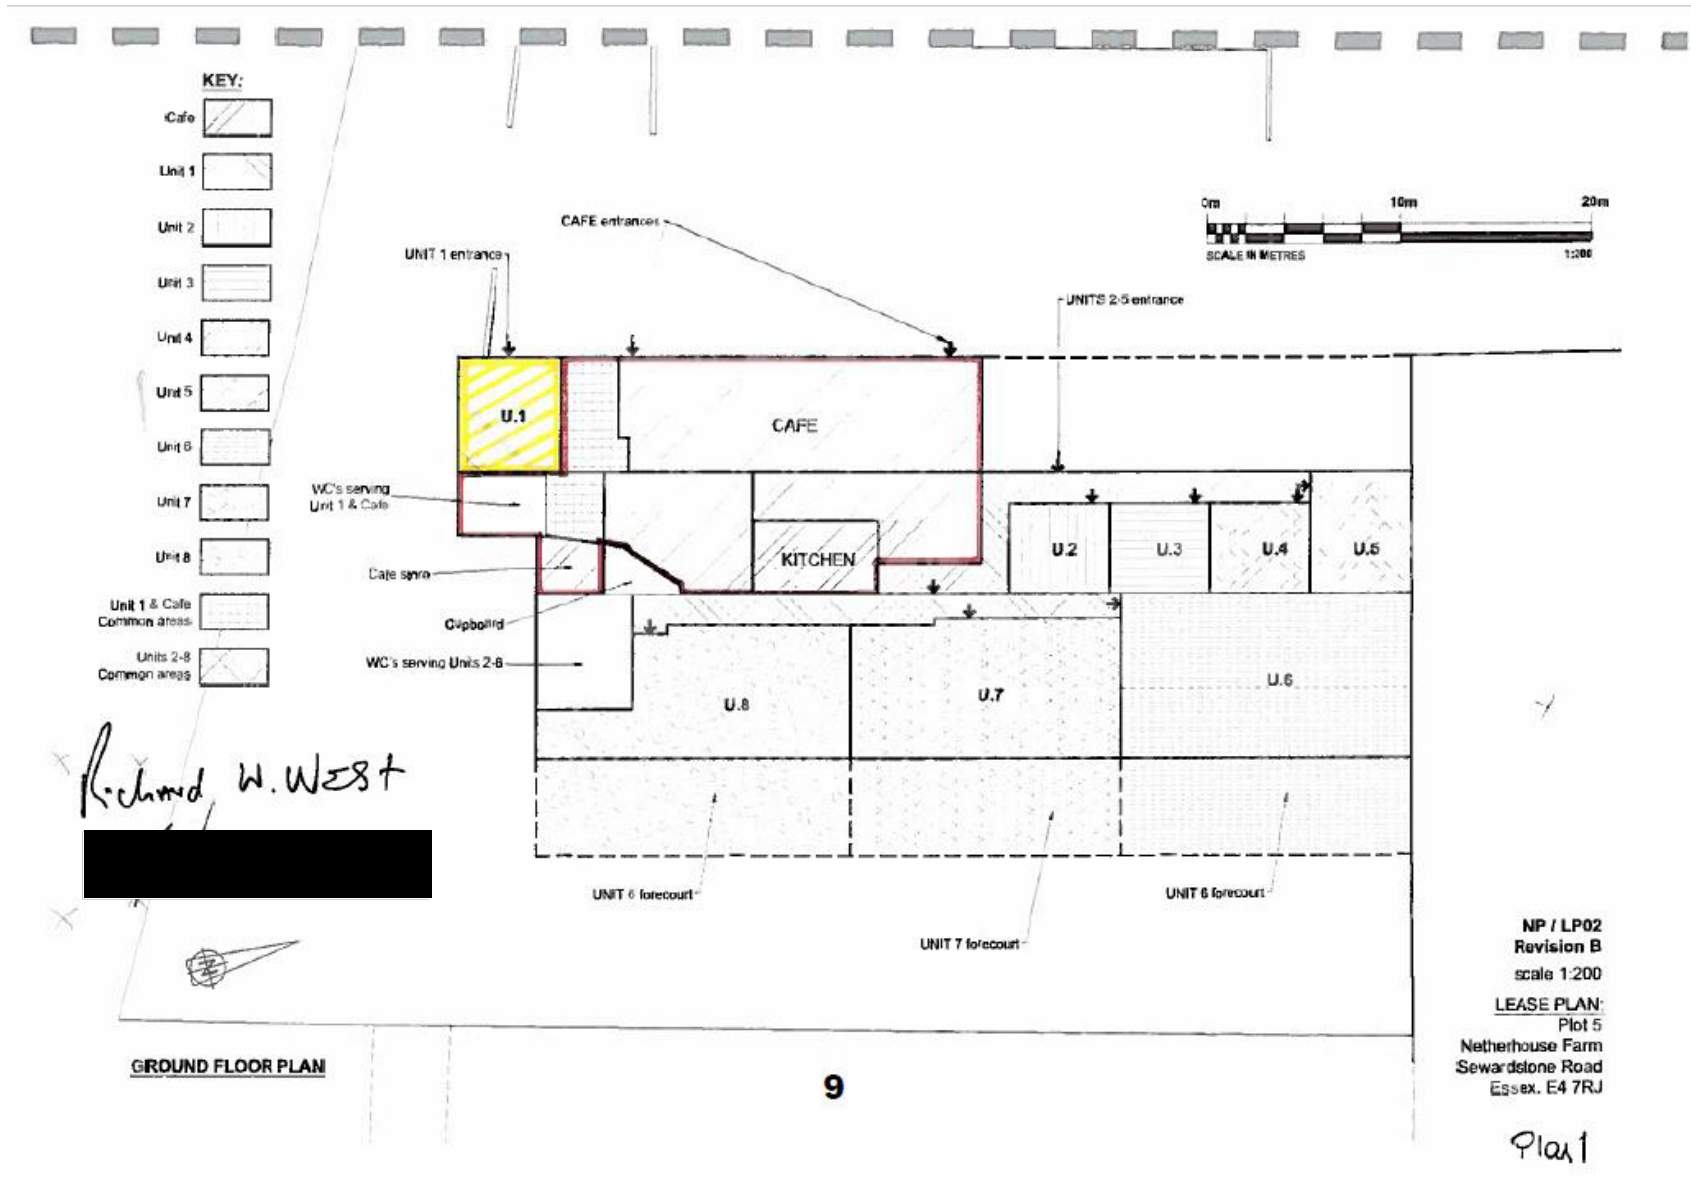 KEY:
Cafe
Unit 1
Unit 2
Unit 3
Unit 4
Unit 5
Unit 6
Unit 7
Unit 8
Unit 1 & Cafe
Common areas
Units 2-8
Common areas
CAFE entrances
UNIT 1 entrance
UNITS 2-5 entrance
0m 10m 20m
SCALE IN METRES 1:200
U.1
CAFE
WC's serving
Unit 1 & Cafe
KITCHEN
U.2
U.3
U.4
U.5
Cafe store
Cupboard
WC's serving Units 2-8
U.8
U.7
U.6
Richard W. WEST
UNIT 6 forecourt
UNIT 7 forecourt
UNIT 6 forecourt
N
NP / LP02
Revision B
scale 1:200
LEASE PLAN:
Plot 5
Netherhouse Farm
Sewardstone Road
Essex. E4 7RJ
GROUND FLOOR PLAN
9
Plan 1